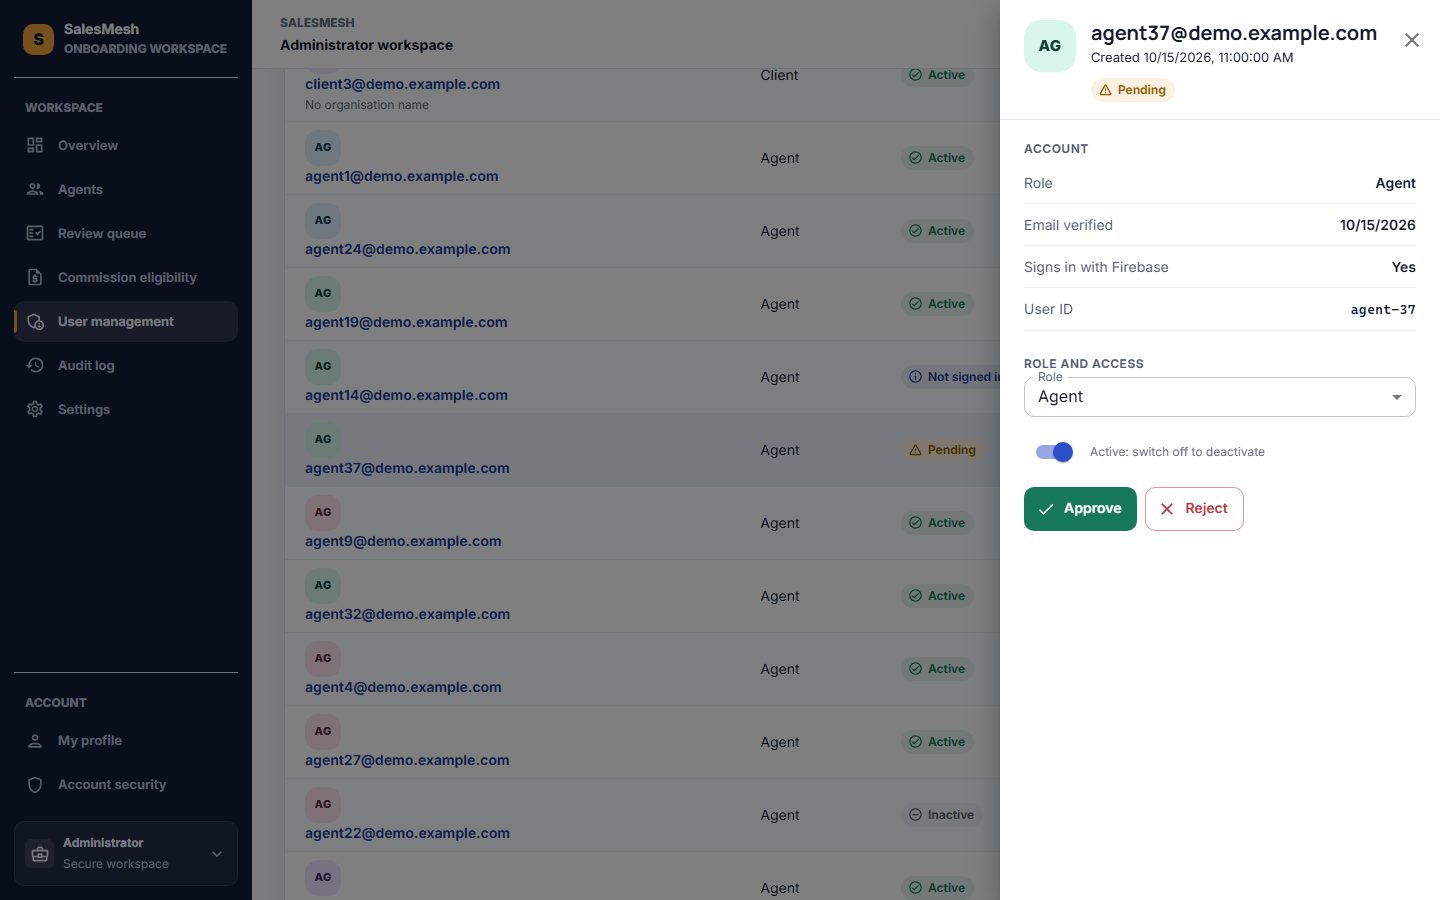 S
SalesMesh
ONBOARDING WORKSPACE
WORKSPACE
Overview
Agents
Review queue
Commission eligibility
User management
Audit log
Settings
ACCOUNT
My profile
Account security
Administrator
Secure workspace
SALESMESH
Administrator workspace
client3@demo.example.com
No organisation name
Client
Active
AG
agent1@demo.example.com
Agent
Active
AG
agent24@demo.example.com
Agent
Active
AG
agent19@demo.example.com
Agent
Active
AG
agent14@demo.example.com
Agent
Not signed i
AG
agent37@demo.example.com
Agent
Pending
AG
agent9@demo.example.com
Agent
Active
AG
agent32@demo.example.com
Agent
Active
AG
agent4@demo.example.com
Agent
Active
AG
agent27@demo.example.com
Agent
Active
AG
agent22@demo.example.com
Agent
Inactive
AG
Agent
Active
AG
agent37@demo.example.com
Created 10/15/2026, 11:00:00 AM
Pending
ACCOUNT
Role
Agent
Email verified
10/15/2026
Signs in with Firebase
Yes
User ID
agent-37
ROLE AND ACCESS
Role
Agent
Active: switch off to deactivate
Approve
Reject